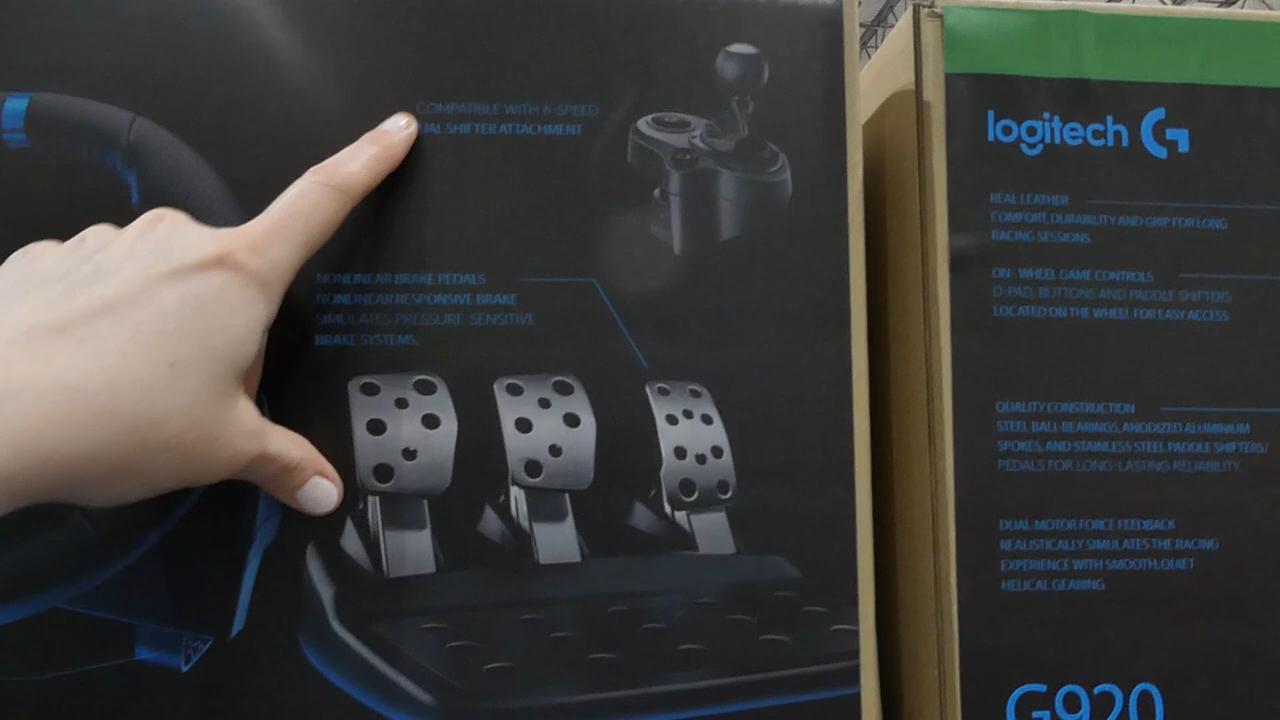 COMPATIBLE WITH 6-SPEED
UAL SHIFTER ATTACHMENT
NONLINEAR BRAKE PEDALS
NONLINEAR RESPONSIVE BRAKE
SIMULATES PRESSURE-SENSITIVE
BRAKE SYSTEMS.
logitech G
REAL LEATHER
COMFORT, DURABILITY AND GRIP FOR LONG
RACING SESSIONS.
ON-WHEEL GAME CONTROLS
D-PAD, BUTTONS AND PADDLE SHIFTERS
LOCATED ON THE WHEEL FOR EASY ACCESS.
QUALITY CONSTRUCTION
STEEL BALL BEARINGS, ANODIZED ALUMINIUM
SPOKES, AND STAINLESS STEEL PADDLE SHIFTERS/
PEDALS FOR LONG-LASTING RELIABILITY.
DUAL-MOTOR FORCE FEEDBACK
REALISTICALLY SIMULATES THE RACING
EXPERIENCE WITH SMOOTH, QUIET
HELICAL GEARING.
G920